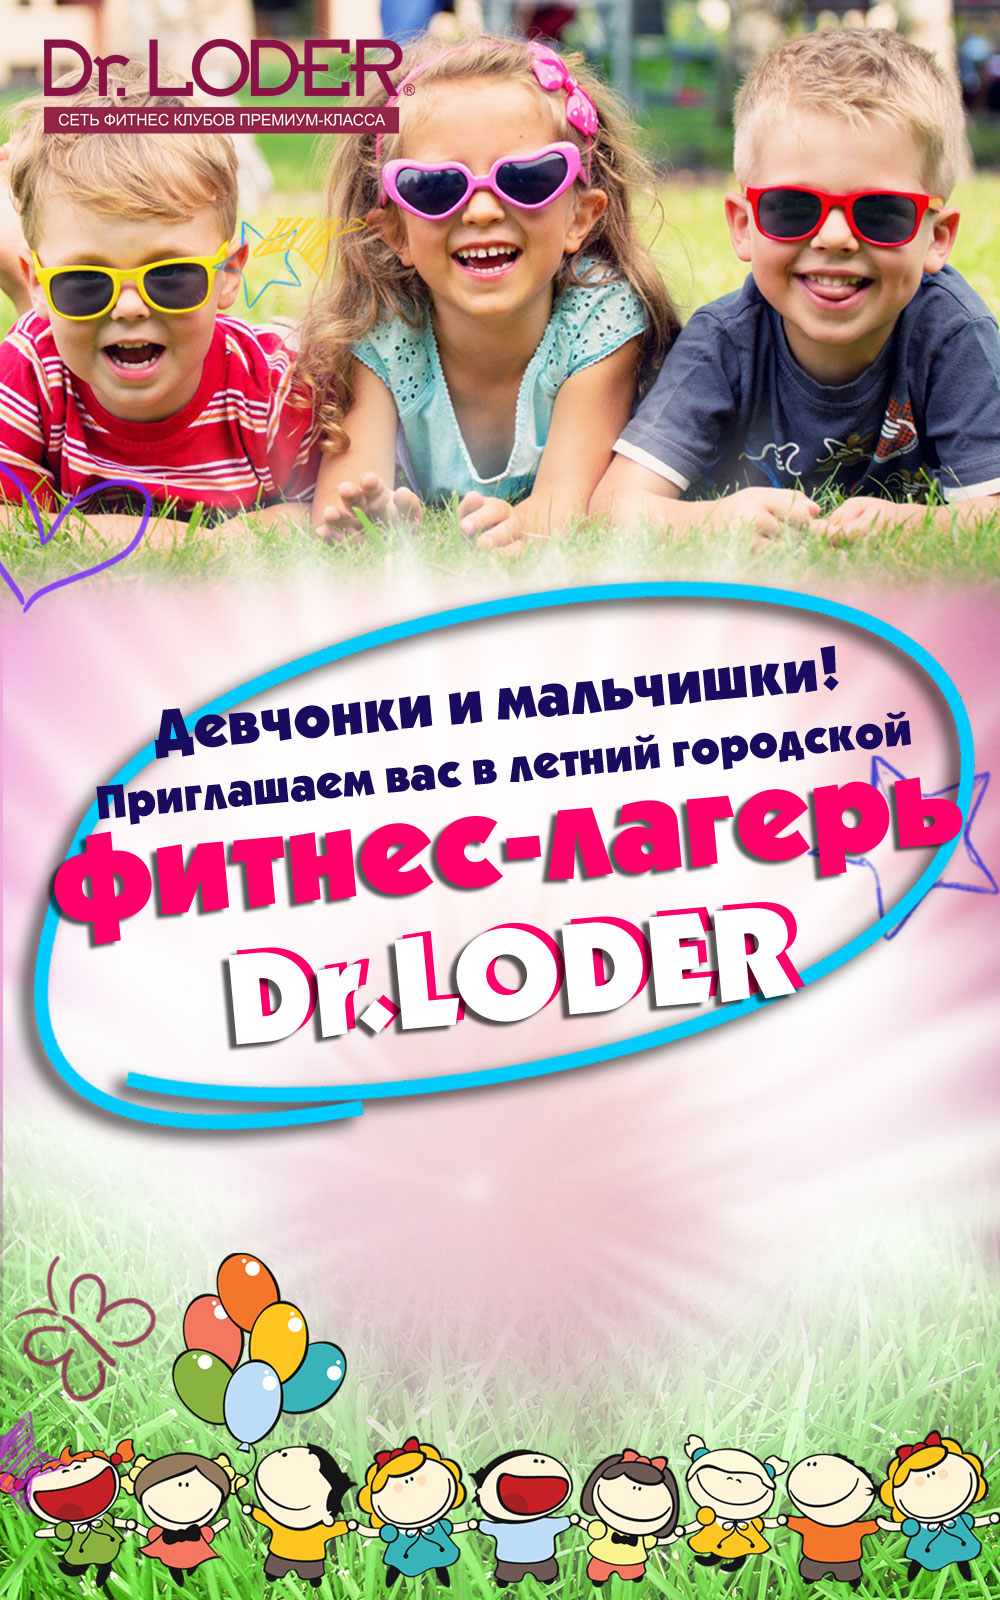 Dr. LODER®
СЕТЬ ФИТНЕС КЛУБОВ ПРЕМИУМ-КЛАССА
Девчонки и мальчишки!
Приглашаем вас в летний городской
фитнес-лагерь
Dr.LODER